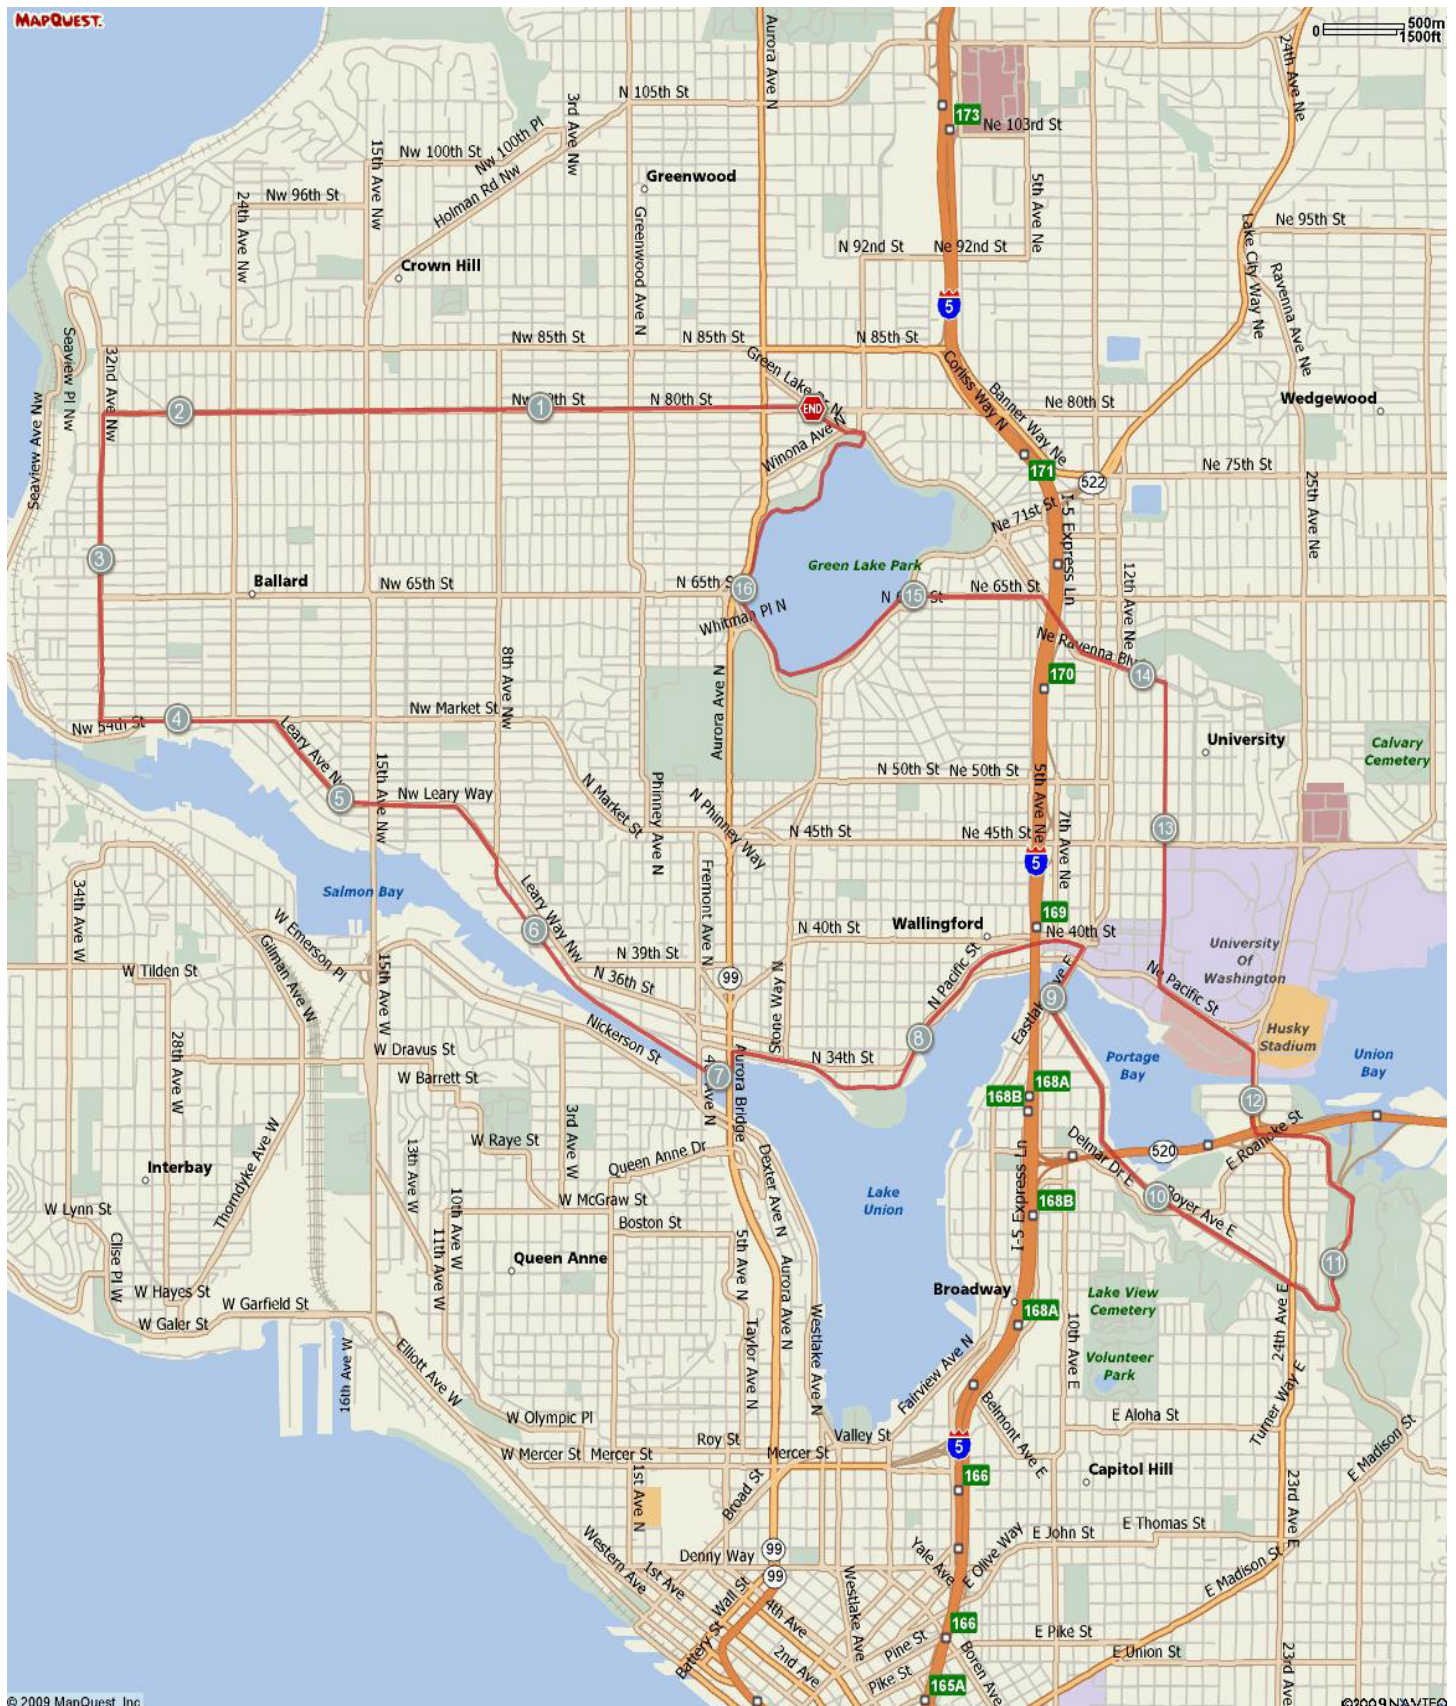 MAPQUEST.
500m
0
1500ft
Aurora Ave N
24th Ave Ne
N 105th St
3rd Ave Nw
173
Ne 103rd St
Nw 100th Pl
Nw 100th St
15th Ave Nw
Holman Rd Nw
Greenwood
5th Ave Ne
Nw 96th St
24th Ave Nw
Greenwood Ave N
Lake City Way Ne
Ne 95th St
N 92nd St
Ne 92nd St
Crown Hill
Ravenna Ave Ne
5
Seaview Pl Nw
32nd Ave Nw
Nw 85th St
N 85th St
N 85th St
Corliss Way N
Banner Way Ne
Seaview Ave Nw
2
1
N 80th St
END
Ne 80th St
Wedgewood
Winona Ave N
171
Ne 75th St
522
25th Ave Ne
Ne 71st St
I-5 Express Ln
3
Ballard
Nw 65th St
N 65th St
16
Green Lake Park
15
Ne 65th St
12th Ave Ne
Whitman Pl N
Ne Ravenna Blvd
14
170
8th Ave Nw
Aurora Ave N
Nw 54th St
4
Leary Ave Nw
Nw Market St
University
Calvary
Cemetery
15th Ave Nw
5
Nw Leary Way
N Market St
Phinney Ave N
N Phinney Way
N 50th St
Ne 50th St
5th Ave Ne
7th Ave Ne
N 45th St
Ne 45th St
13
5
34th Ave W
Salmon Bay
Fremont Ave N
Leary Way Nw
6
W Emerson Pl
Gilman Ave W
N 40th St
Wallingford
169
Ne 40th St
University
Of
Washington
W Tilden St
15th Ave W
N 39th St
N 36th St
99
Stone Way N
N Pacific St
Ne Pacific St
9
Husky
Stadium
28th Ave W
W Dravus St
Nickerson St
W Barrett St
7
Aurora Bridge
N 34th St
8
Portage
Bay
Union
Bay
168B
168A
12
3rd Ave W
W Raye St
Queen Anne Dr
Dexter Ave N
Delmar Dr E
520
E Roanoke St
Interbay
Thorndyke Ave W
13th Ave W
10th Ave W
11th Ave W
W McGraw St
Boston St
Lake
Union
I-5 Express Ln
168B
10
Boyer Ave E
W Lynn St
Clise Pl W
Queen Anne
5th Ave N
Aurora Ave N
11
W Hayes St
W Garfield St
W Galer St
Broadway
168A
Lake View
Cemetery
24th Ave E
16th Ave W
Elliott Ave W
Taylor Ave N
Westlake Ave N
Fairview Ave N
10th Ave E
Volunteer
Park
Turner Way E
W Olympic Pl
Belmont Ave E
E Aloha St
E Madison St
W Mercer St
Mercer St
Roy St
Mercer St
Valley St
5
Broad St
1st Ave N
166
Capitol Hill
23rd Ave E
Western Ave
1st Ave
Denny Way
99
99
Yale Ave
E Olive Way
E John St
E Thomas St
E Madison St
Wall St
Battery St
4th Ave
2nd Ave
Westlake Ave
Pine St
Pike St
166
Boren Ave
165A
E Pike St
E Union St
23rd Ave
© 2009 MapQuest, Inc
©2009 NAVTEQ